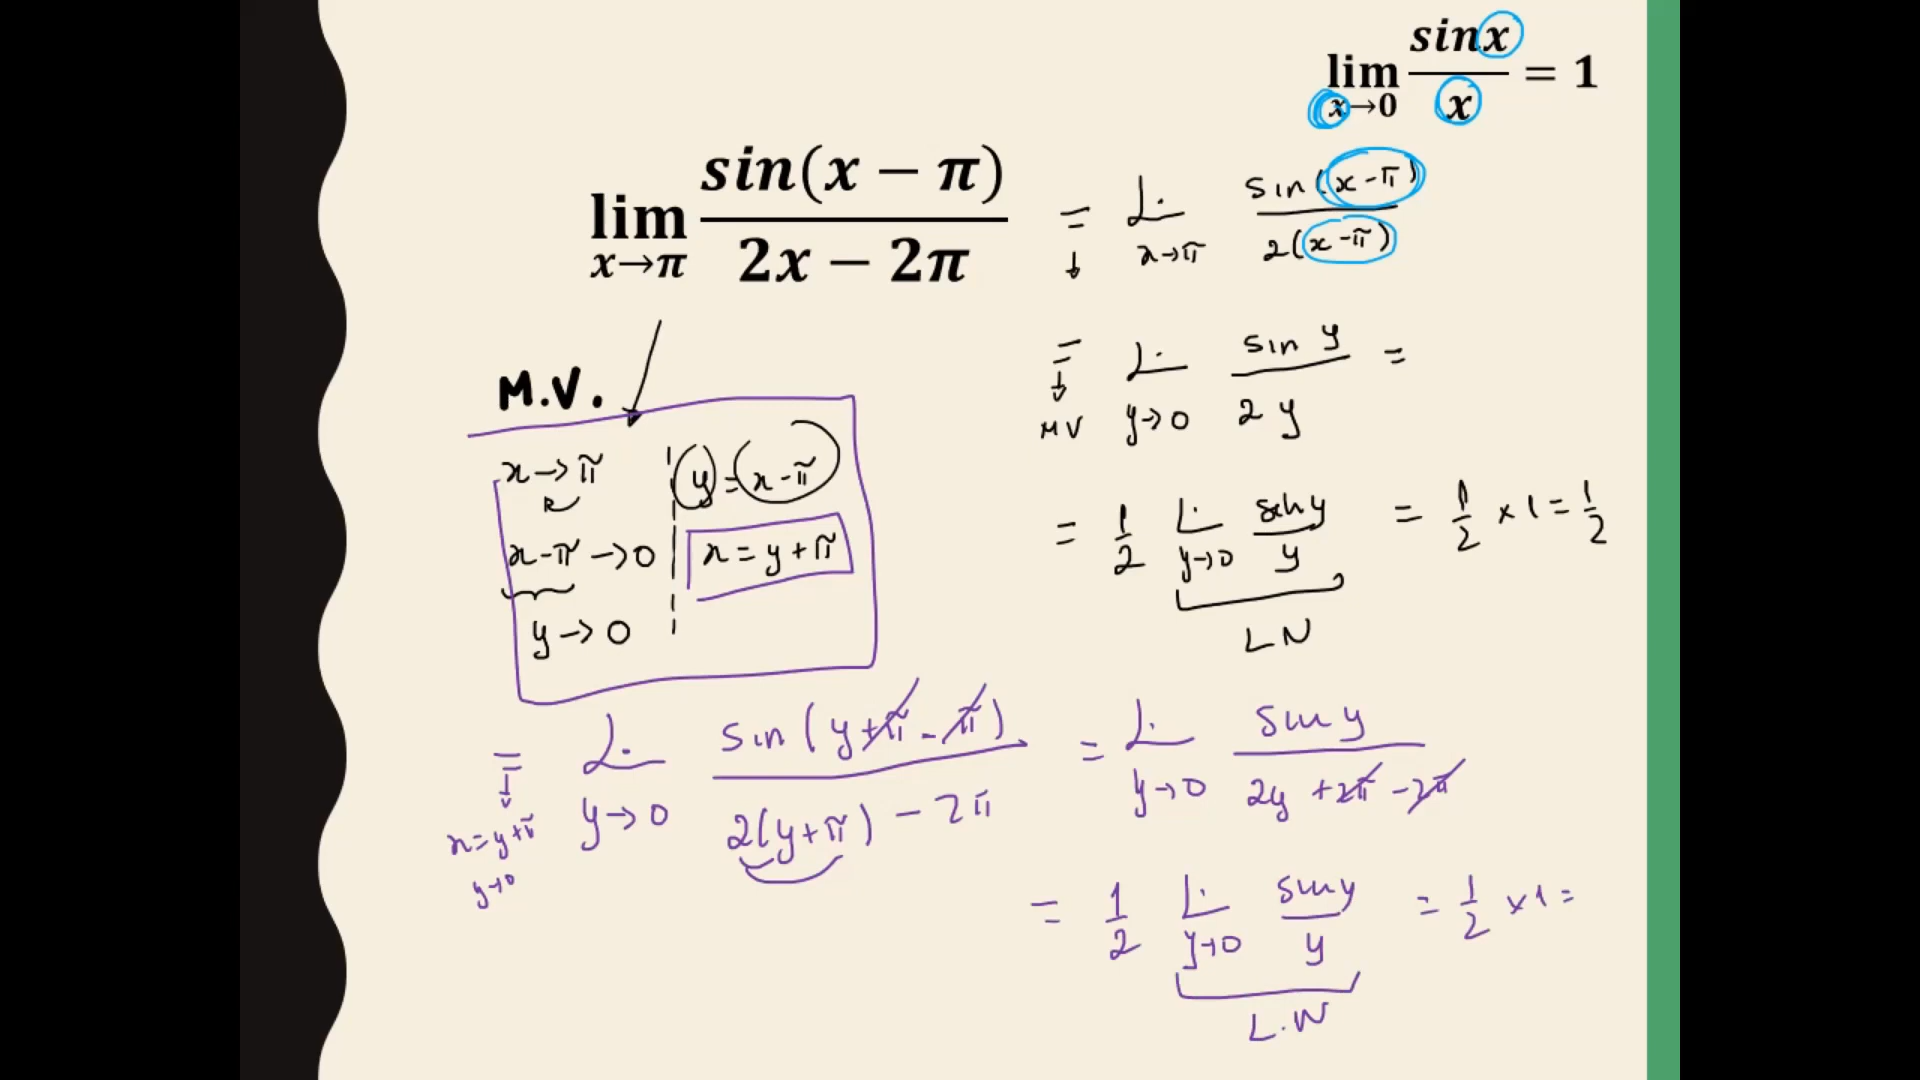 lim x→0 sinx / x = 1
lim x→π sin(x − π) / 2x − 2π = L. x→π sin(x-π) / 2(x-π)
= MV L. y→0 sin y / 2y =
M.V.
x→π | y = x-π
x-π→0 | x = y+π
y→0
= 1/2 L. y→0 sin y / y = 1/2 × 1 = 1/2
LN
= x=y+π y→0 L. y→0 sin(y+π-π) / 2(y+π) - 2π = L. y→0 sin y / 2y + 2π - 2π
= 1/2 L. y→0 sin y / y = 1/2 × 1 =
L.N